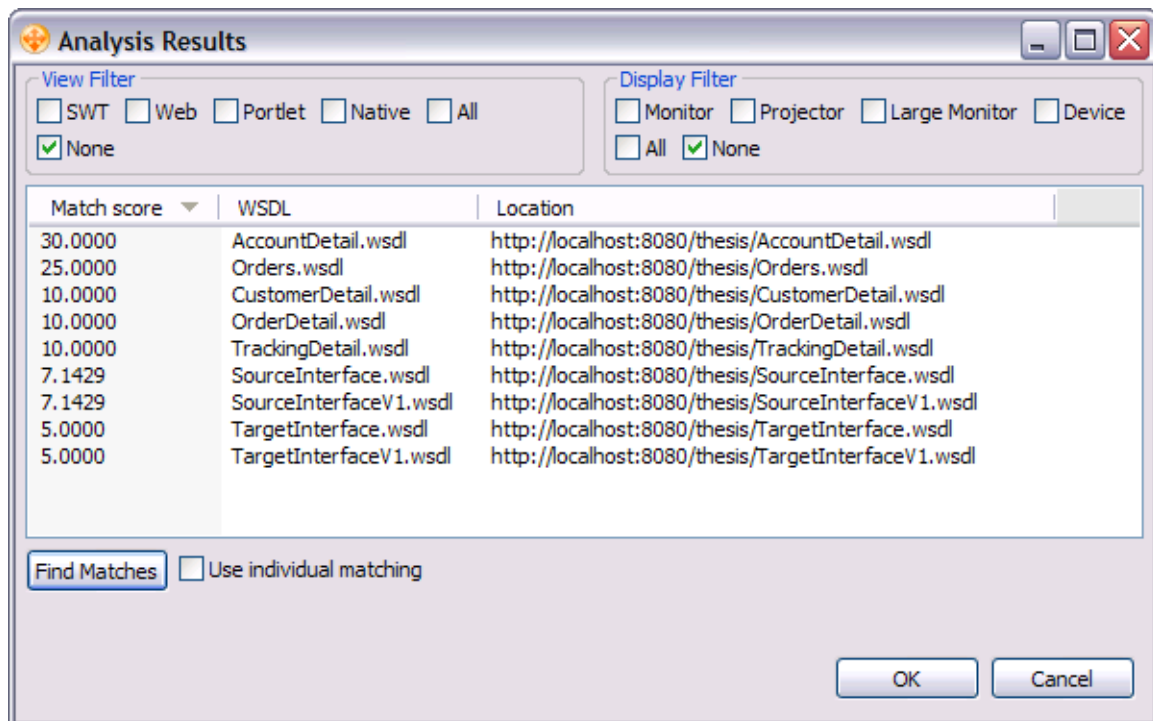 Analysis Results
View Filter
SWT Web Portlet Native All
None
Display Filter
Monitor Projector Large Monitor Device
All None
Match score WSDL Location
30.0000 AccountDetail.wsdl http://localhost:8080/thesis/AccountDetail.wsdl
25.0000 Orders.wsdl http://localhost:8080/thesis/Orders.wsdl
10.0000 CustomerDetail.wsdl http://localhost:8080/thesis/CustomerDetail.wsdl
10.0000 OrderDetail.wsdl http://localhost:8080/thesis/OrderDetail.wsdl
10.0000 TrackingDetail.wsdl http://localhost:8080/thesis/TrackingDetail.wsdl
7.1429 SourceInterface.wsdl http://localhost:8080/thesis/SourceInterface.wsdl
7.1429 SourceInterfaceV1.wsdl http://localhost:8080/thesis/SourceInterfaceV1.wsdl
5.0000 TargetInterface.wsdl http://localhost:8080/thesis/TargetInterface.wsdl
5.0000 TargetInterfaceV1.wsdl http://localhost:8080/thesis/TargetInterfaceV1.wsdl
Find Matches Use individual matching
OK Cancel